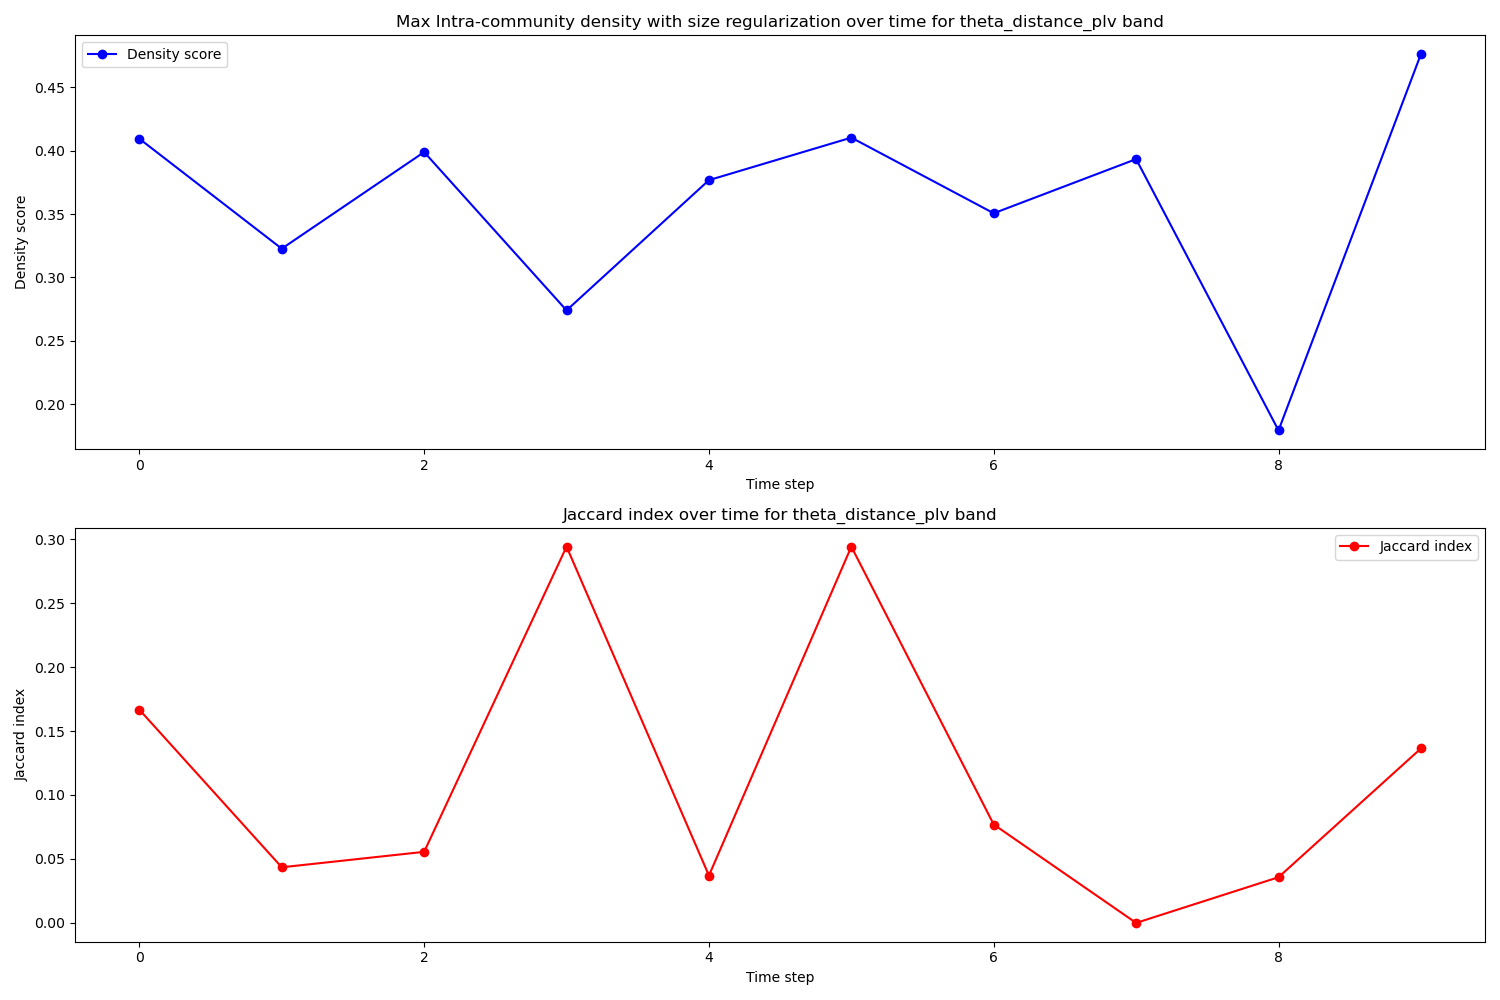 Max Intra-community density with size regularization over time for theta_distance_plv band
Density score
0.45
0.40
0.35
0.30
0.25
0.20
Density score
0 2 4 6 8
Time step
Jaccard index over time for theta_distance_plv band
Jaccard index
0.30
0.25
0.20
0.15
0.10
0.05
0.00
Jaccard index
0 2 4 6 8
Time step